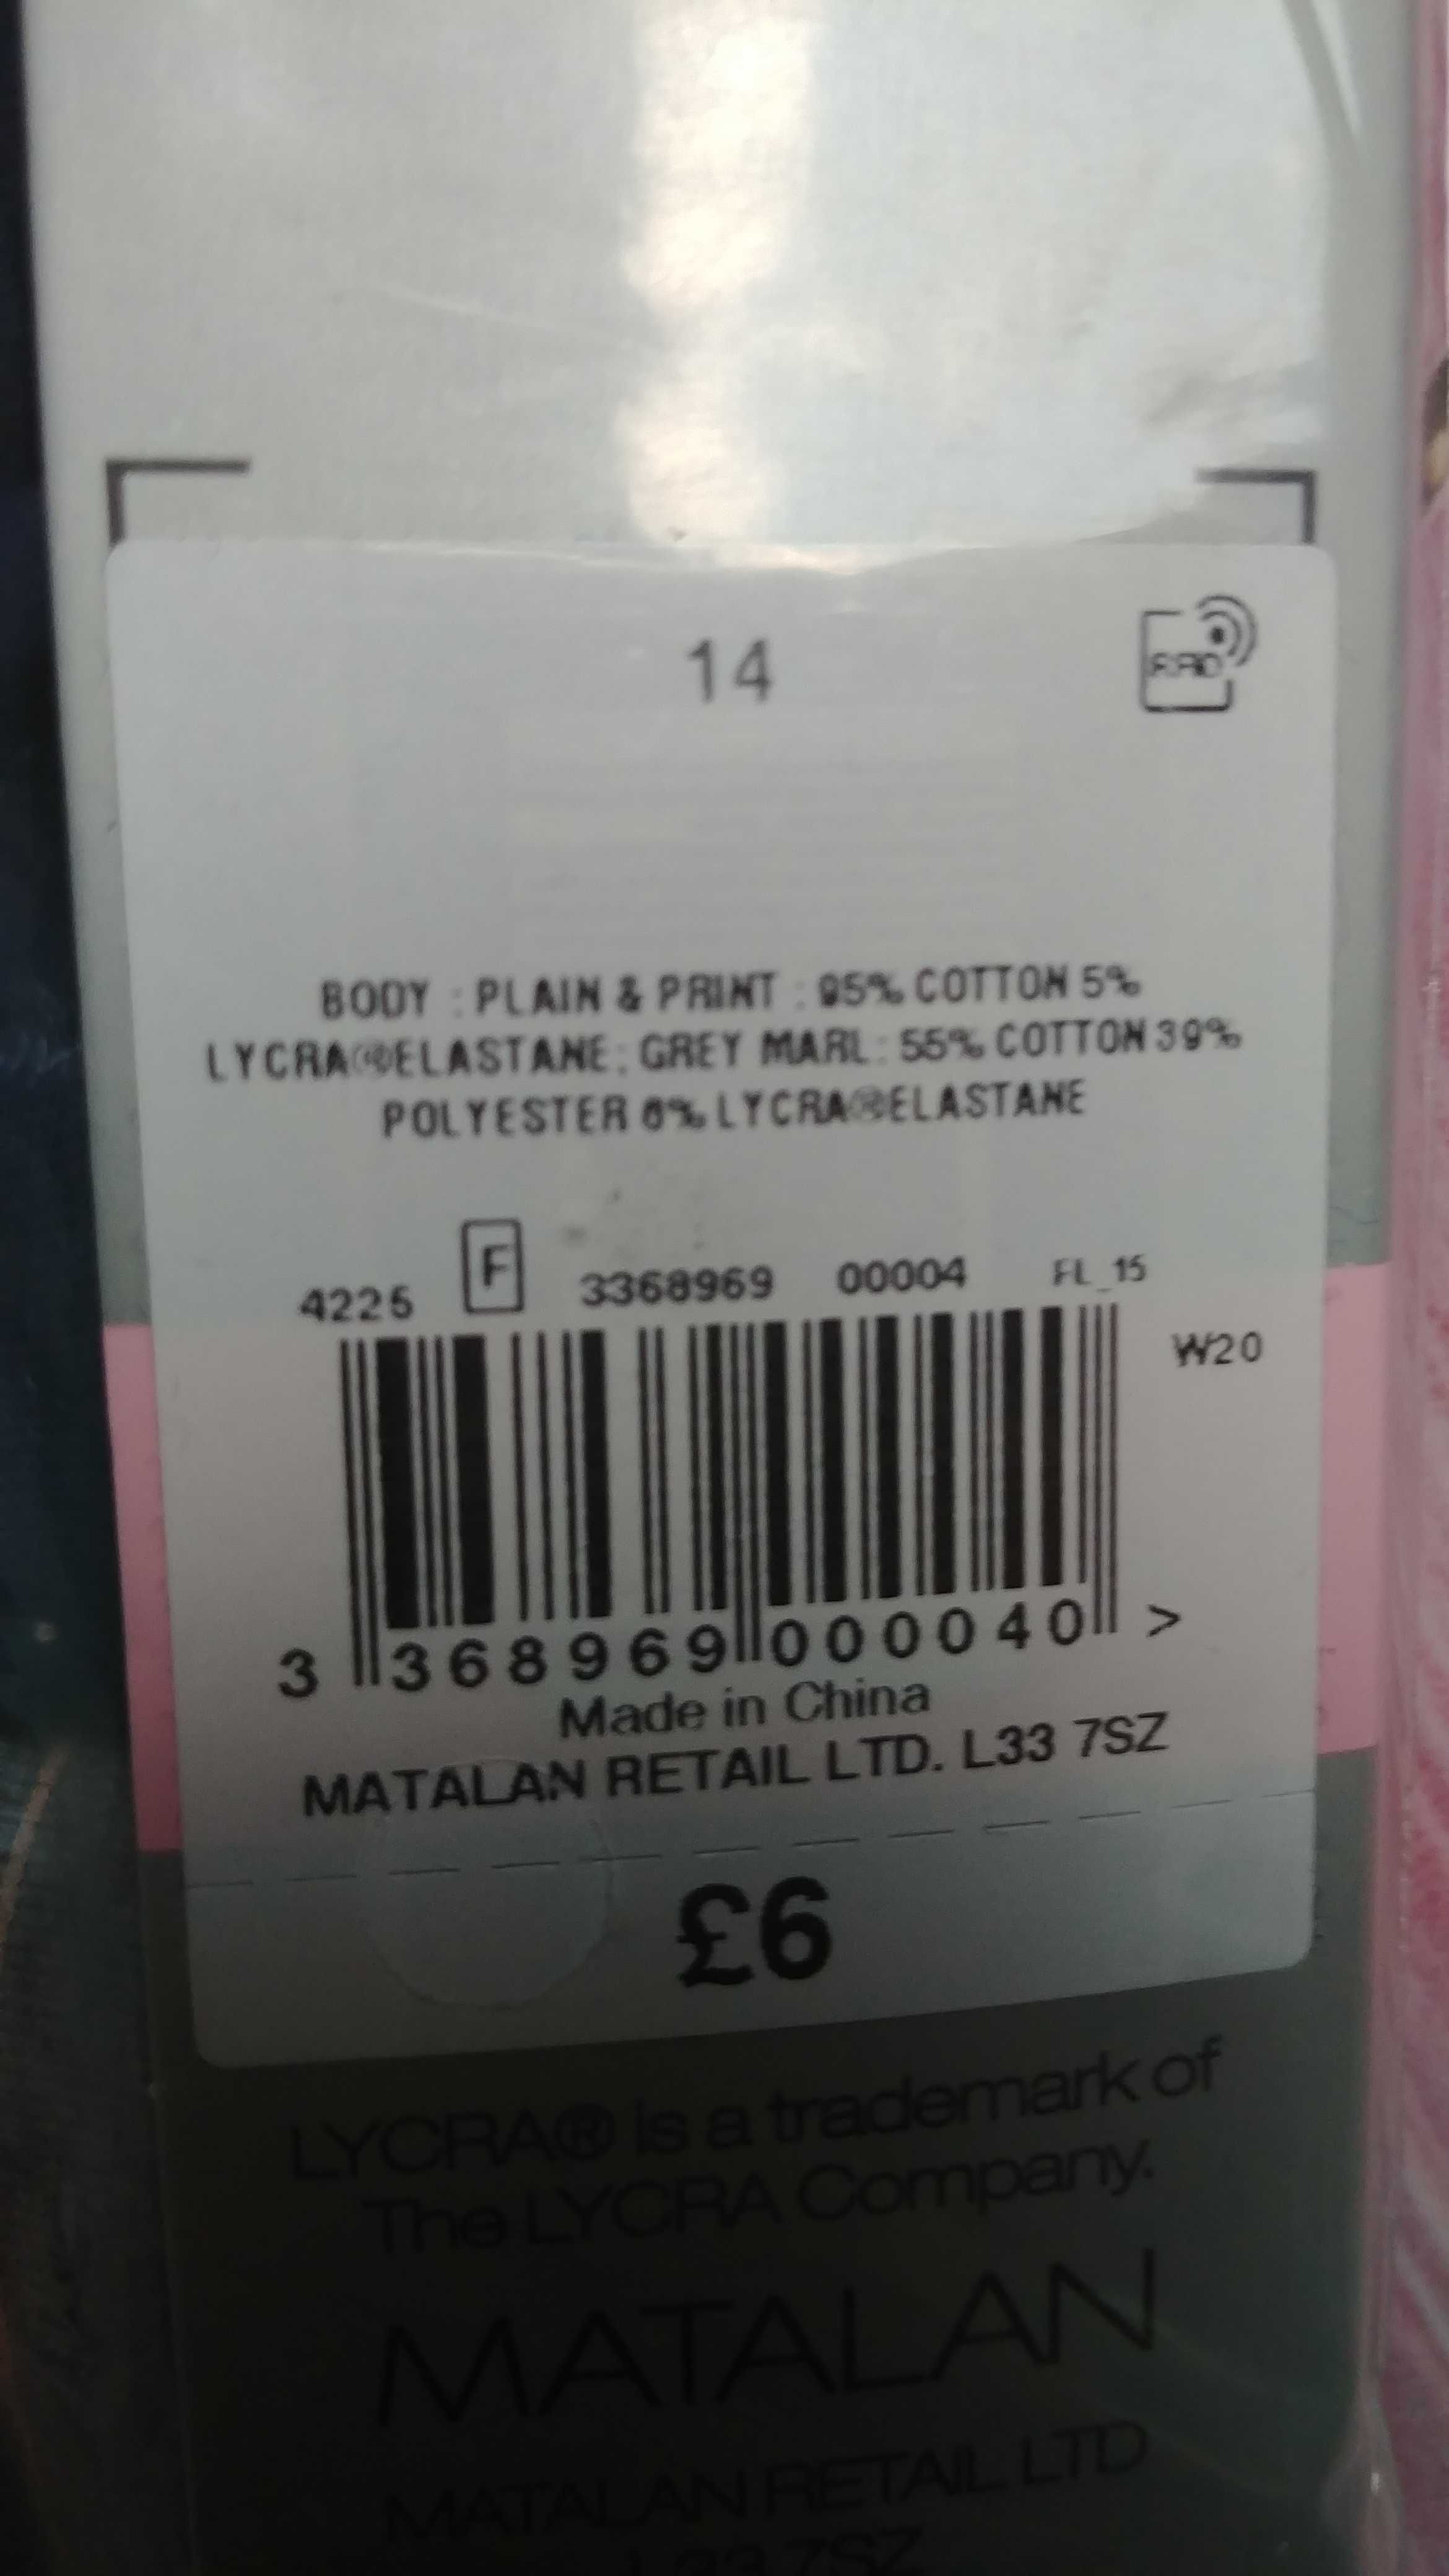 14
RFID
BODY : PLAIN & PRINT : 95% COTTON 5%
LYCRA®ELASTANE; GREY MARL: 55% COTTON 39%
POLYESTER 6% LYCRA®ELASTANE
4225 F 3368969 00004 FL_15
W20
3 368969 000040 >
Made in China
MATALAN RETAIL LTD. L33 7SZ
£6
LYCRA® is a trademark of
The LYCRA Company.
MATALAN
MATALAN RETAIL LTD
L33 7SZ